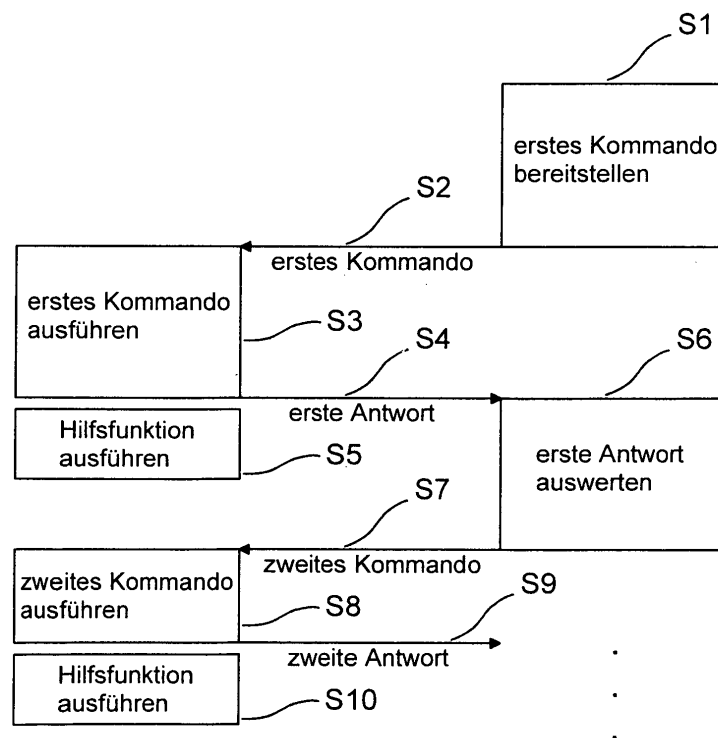 S1
erstes Kommando
bereitstellen
S2
erstes Kommando
erstes Kommando
ausführen
S3
S4
S6
erste Antwort
Hilfsfunktion
ausführen
S5
erste Antwort
auswerten
S7
zweites Kommando
zweites Kommando
ausführen
S8
S9
zweite Antwort
Hilfsfunktion
ausführen
S10